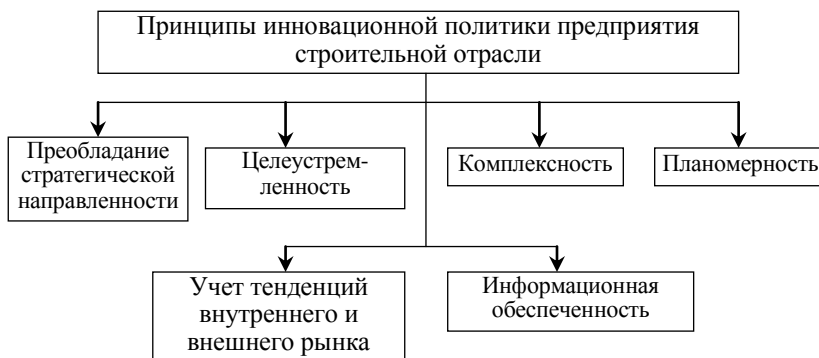 Принципы инновационной политики предприятия
строительной отрасли
Преобладание
стратегической
направленности
Целеустрем-
ленность
Комплексность
Планомерность
Учет тенденций
внутреннего и
внешнего рынка
Информационная
обеспеченность